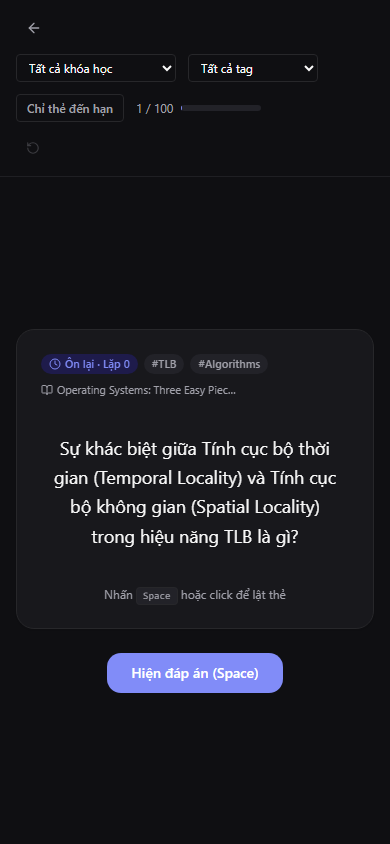 Tất cả khóa học
Tất cả tag
Chỉ thẻ đến hạn
1 / 100
Ôn lại · Lặp 0
#TLB
#Algorithms
Operating Systems: Three Easy Piec...
Sự khác biệt giữa Tính cục bộ thời
gian (Temporal Locality) và Tính cục
bộ không gian (Spatial Locality)
trong hiệu năng TLB là gì?
Nhấn Space hoặc click để lật thẻ
Hiện đáp án (Space)